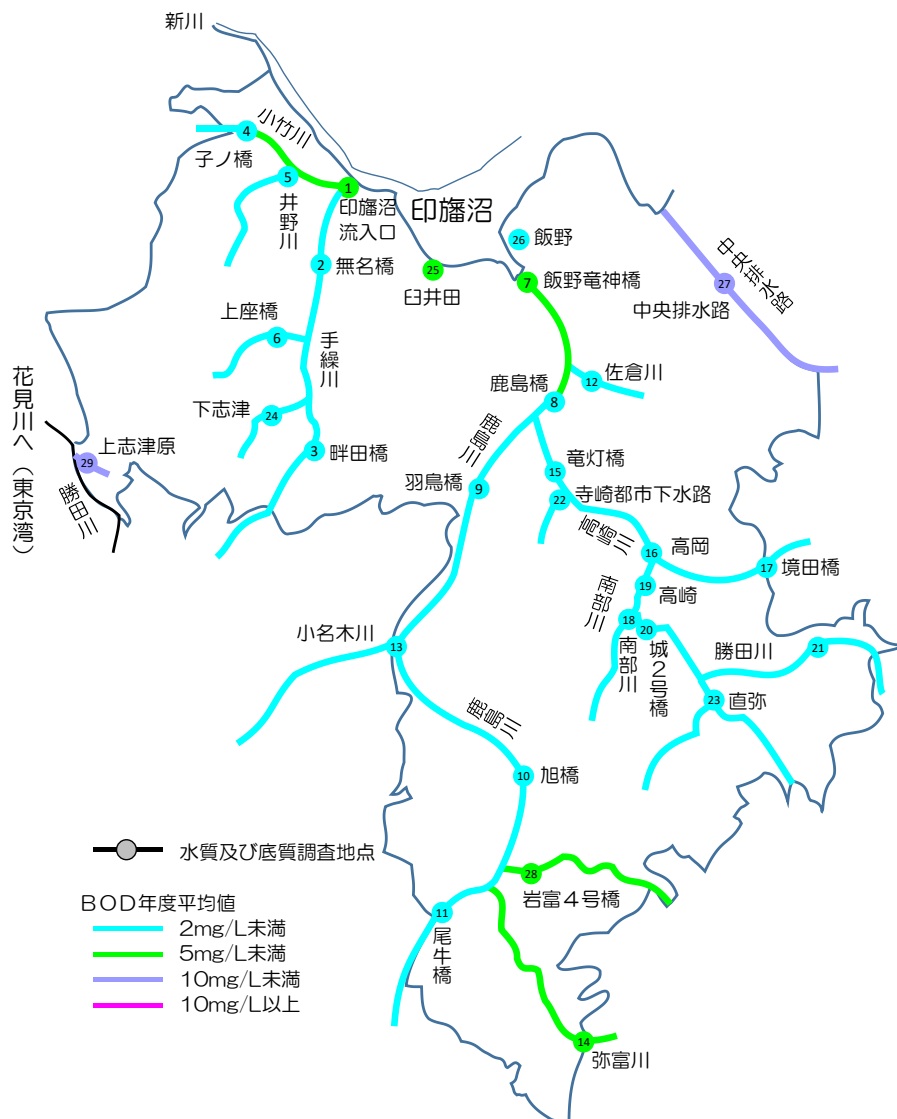 新川
小竹川
4
子ノ橋
5
井野川
1
印旛沼
流入口
印旛沼
2
無名橋
25
臼井田
26
飯野
7
飯野竜神橋
中央排水路
27
中央排水路
上座橋
6
手繰川
下志津
24
3
畔田橋
花見川へ（東京湾）
上志津原
29
勝田川
12
佐倉川
鹿島橋
8
鹿島川
羽鳥橋
9
竜灯橋
15
寺崎都市下水路
22
高崎川
16
高岡
17
境田橋
19
高崎
南部川
18
南部川
20
城２号橋
勝田川
21
23
直弥
小名木川
13
鹿島川
10
旭橋
水質及び底質調査地点
28
岩富４号橋
BOD年度平均値
2mg/L未満
5mg/L未満
10mg/L未満
10mg/L以上
11
尾牛橋
14
弥富川